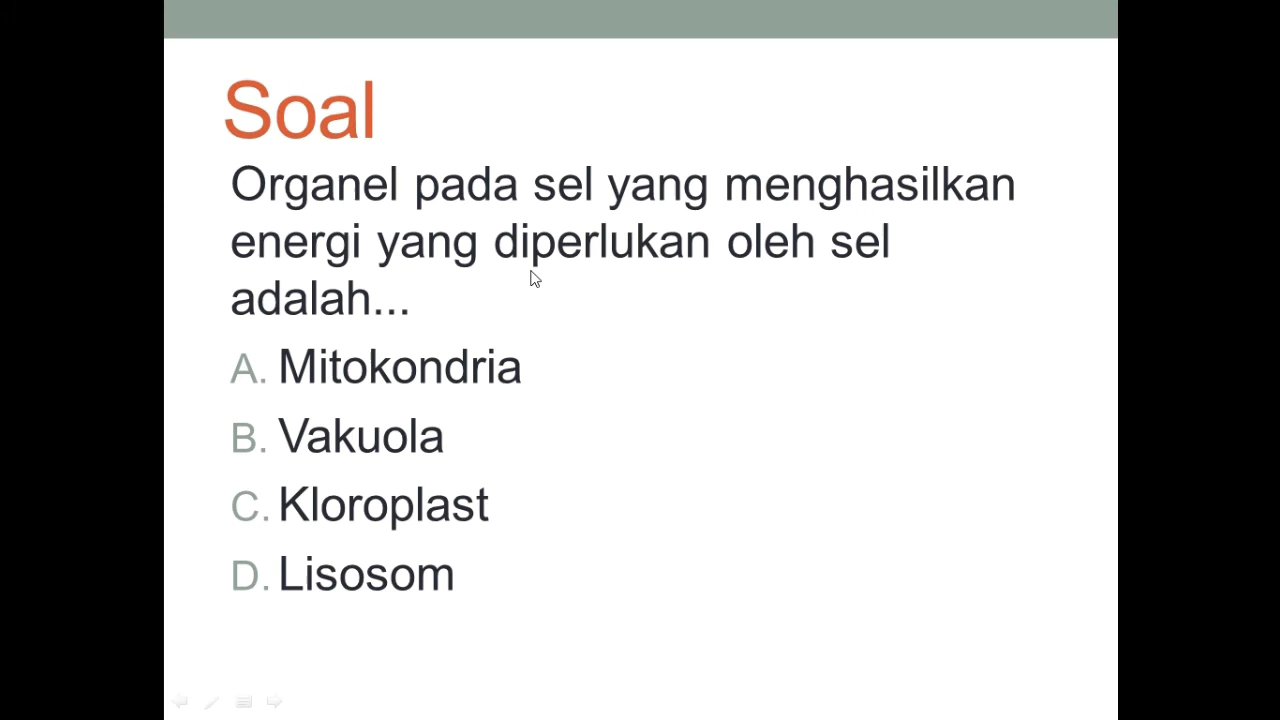 Soal
Organel pada sel yang menghasilkan
energi yang diperlukan oleh sel
adalah...
A. Mitokondria
B. Vakuola
C. Kloroplast
D. Lisosom